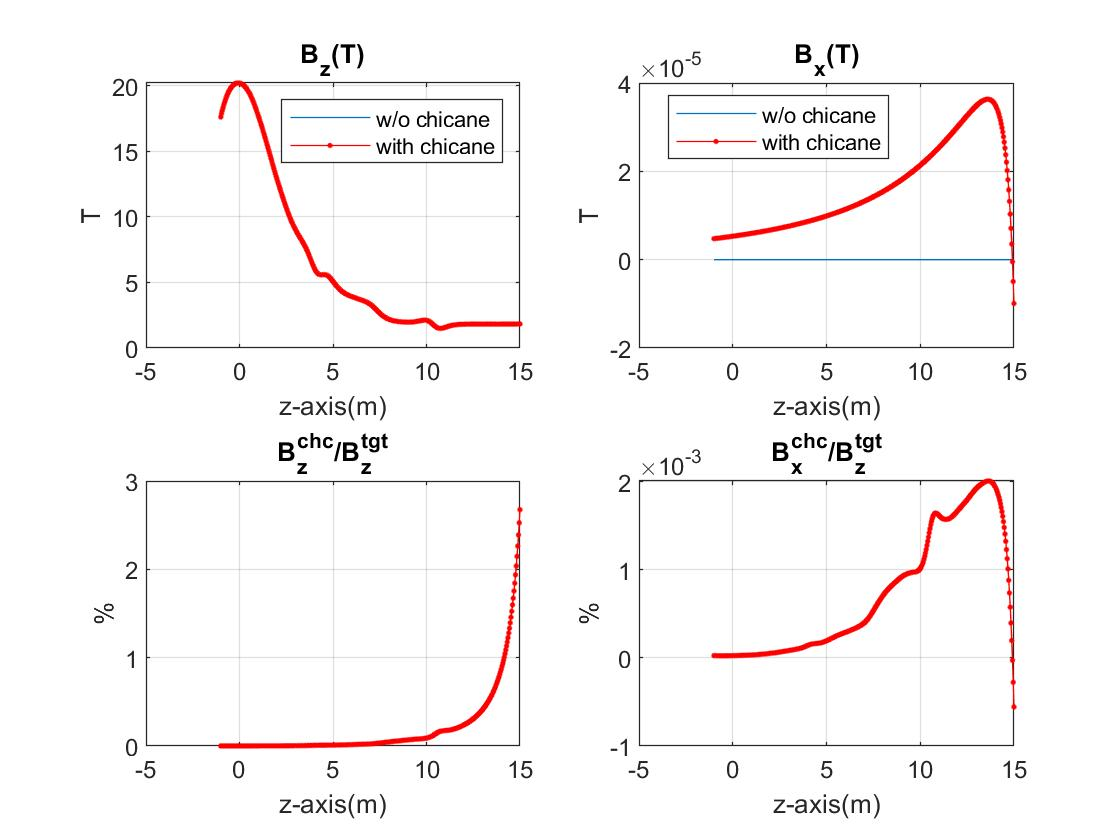 B_z(T)
20
15
10
5
0
T
w/o chicane
with chicane
-5 0 5 10 15
z-axis(m)
B_x(T)
×10^-5
4
2
0
-2
T
w/o chicane
with chicane
-5 0 5 10 15
z-axis(m)
B_z^chc/B_z^tgt
3
2
1
0
%
-5 0 5 10 15
z-axis(m)
B_x^chc/B_z^tgt
×10^-3
2
1
0
-1
%
-5 0 5 10 15
z-axis(m)